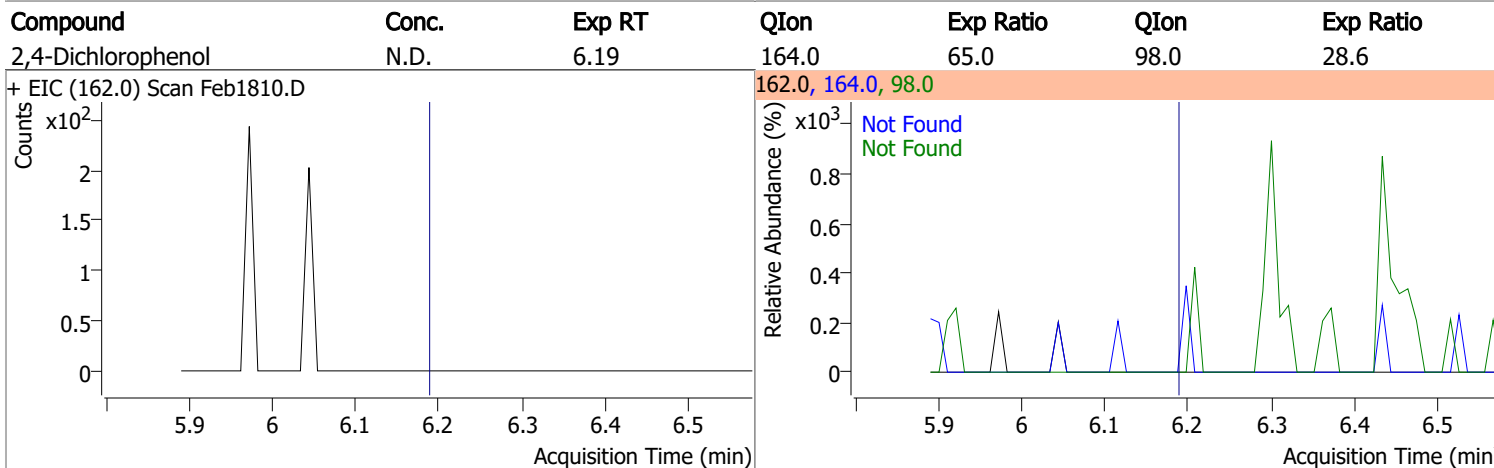 Compound Conc. Exp RT QIon Exp Ratio QIon Exp Ratio
2,4-Dichlorophenol N.D. 6.19 164.0 65.0 98.0 28.6
+ EIC (162.0) Scan Feb1810.D
Counts
x10²
2
1.5
1
0.5
0
5.9 6 6.1 6.2 6.3 6.4 6.5
Acquisition Time (min)
162.0, 164.0, 98.0
Relative Abundance (%)
x10³
Not Found
Not Found
0.8
0.6
0.4
0.2
0
5.9 6 6.1 6.2 6.3 6.4 6.5
Acquisition Time (min